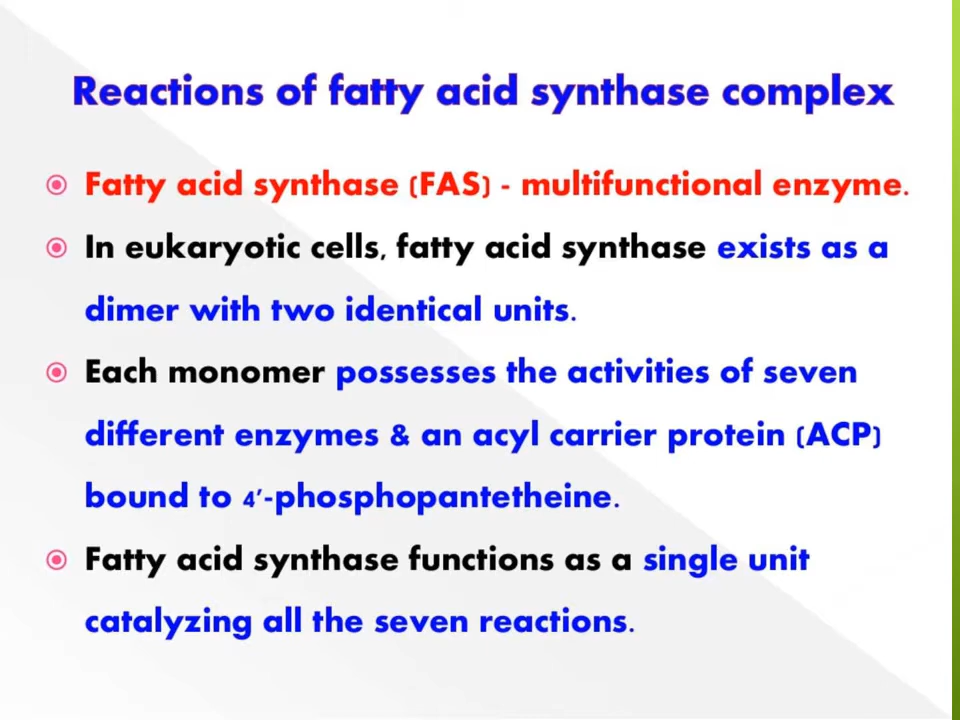 Reactions of fatty acid synthase complex
Fatty acid synthase (FAS) - multifunctional enzyme.
In eukaryotic cells, fatty acid synthase exists as a
dimer with two identical units.
Each monomer possesses the activities of seven
different enzymes & an acyl carrier protein (ACP)
bound to 4'-phosphopantetheine.
Fatty acid synthase functions as a single unit
catalyzing all the seven reactions.